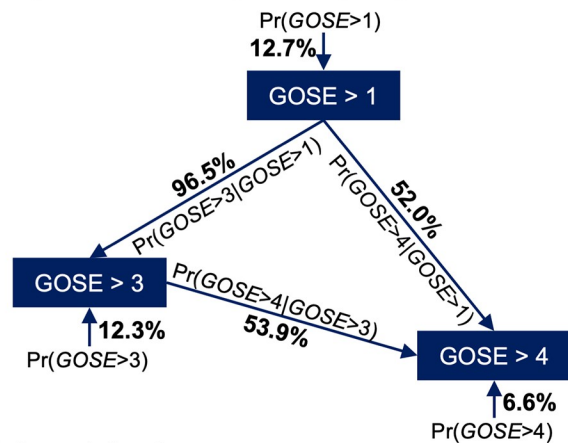 Pr(GOSE>1)
12.7%
GOSE > 1
96.5%
Pr(GOSE>3|GOSE>1)
52.0%
Pr(GOSE>4|GOSE>1)
GOSE > 3
Pr(GOSE>4|GOSE>3)
53.9%
12.3%
Pr(GOSE>3)
GOSE > 4
6.6%
Pr(GOSE>4)